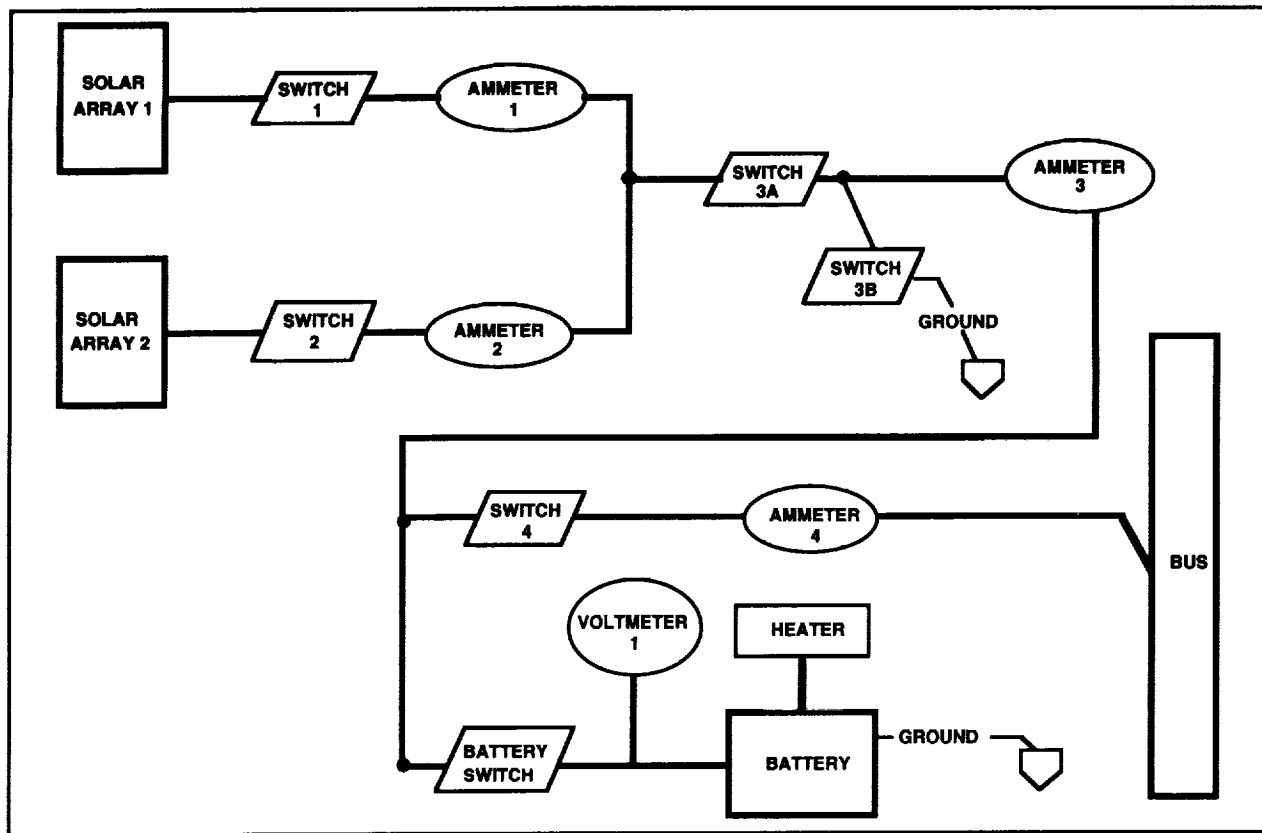 SOLAR
ARRAY 1
SWITCH
1
AMMETER
1
SWITCH
3A
AMMETER
3
SWITCH
3B
GROUND
SOLAR
ARRAY 2
SWITCH
2
AMMETER
2
SWITCH
4
AMMETER
4
BUS
VOLTMETER
1
HEATER
BATTERY
SWITCH
BATTERY
GROUND